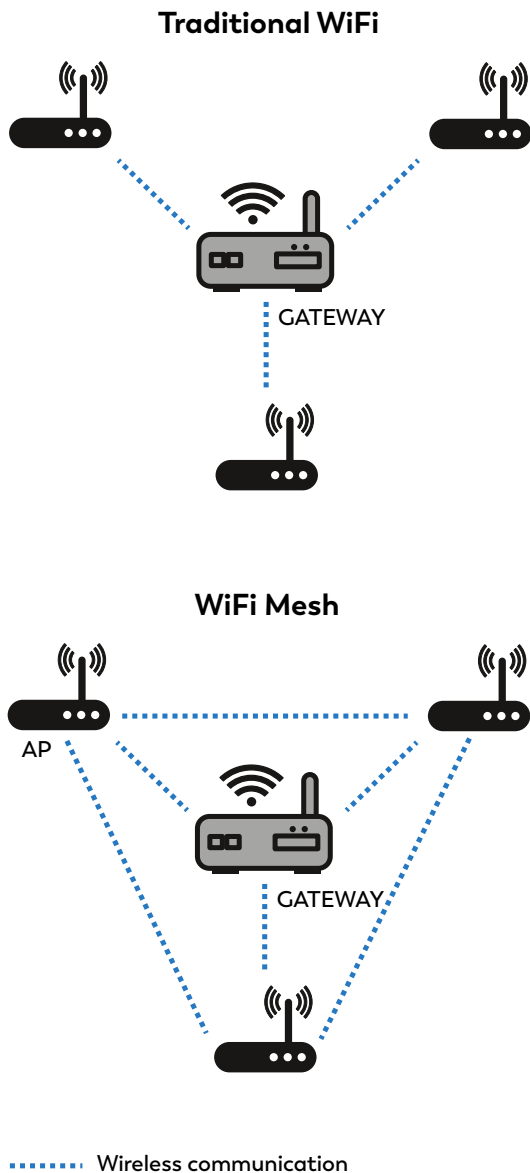 Traditional WiFi
GATEWAY
WiFi Mesh
AP
GATEWAY
Wireless communication